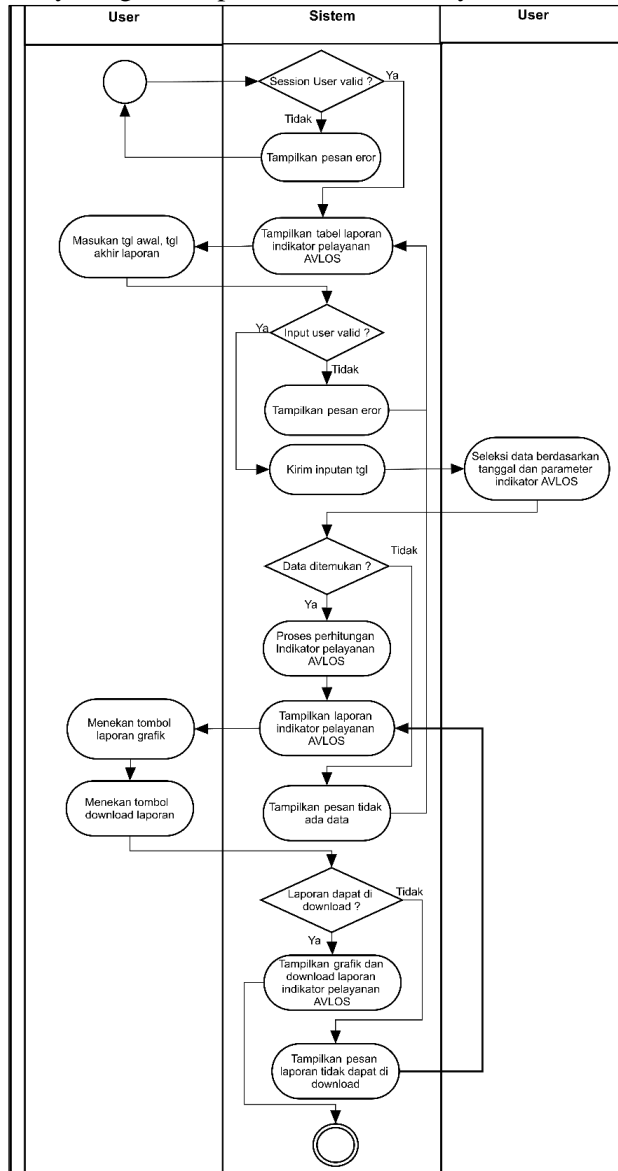 User
Sistem
User
Session User valid ?
Ya
Tidak
Tampilkan pesan eror
Tampilkan tabel laporan
indikator pelayanan
AVLOS
Masukan tgl awal, tgl
akhir laporan
Input user valid ?
Ya
Tidak
Tampilkan pesan eror
Kirim inputan tgl
Seleksi data berdasarkan
tanggal dan parameter
indikator AVLOS
Data ditemukan ?
Tidak
Ya
Proses perhitungan
Indikator pelayanan
AVLOS
Tampilkan laporan
indikator pelayanan
AVLOS
Menekan tombol
laporan grafik
Menekan tombol
download laporan
Tampilkan pesan tidak
ada data
Laporan dapat di
download ?
Tidak
Ya
Tampilkan grafik dan
download laporan
indikator pelayanan
AVLOS
Tampilkan pesan
laporan tidak dapat di
download